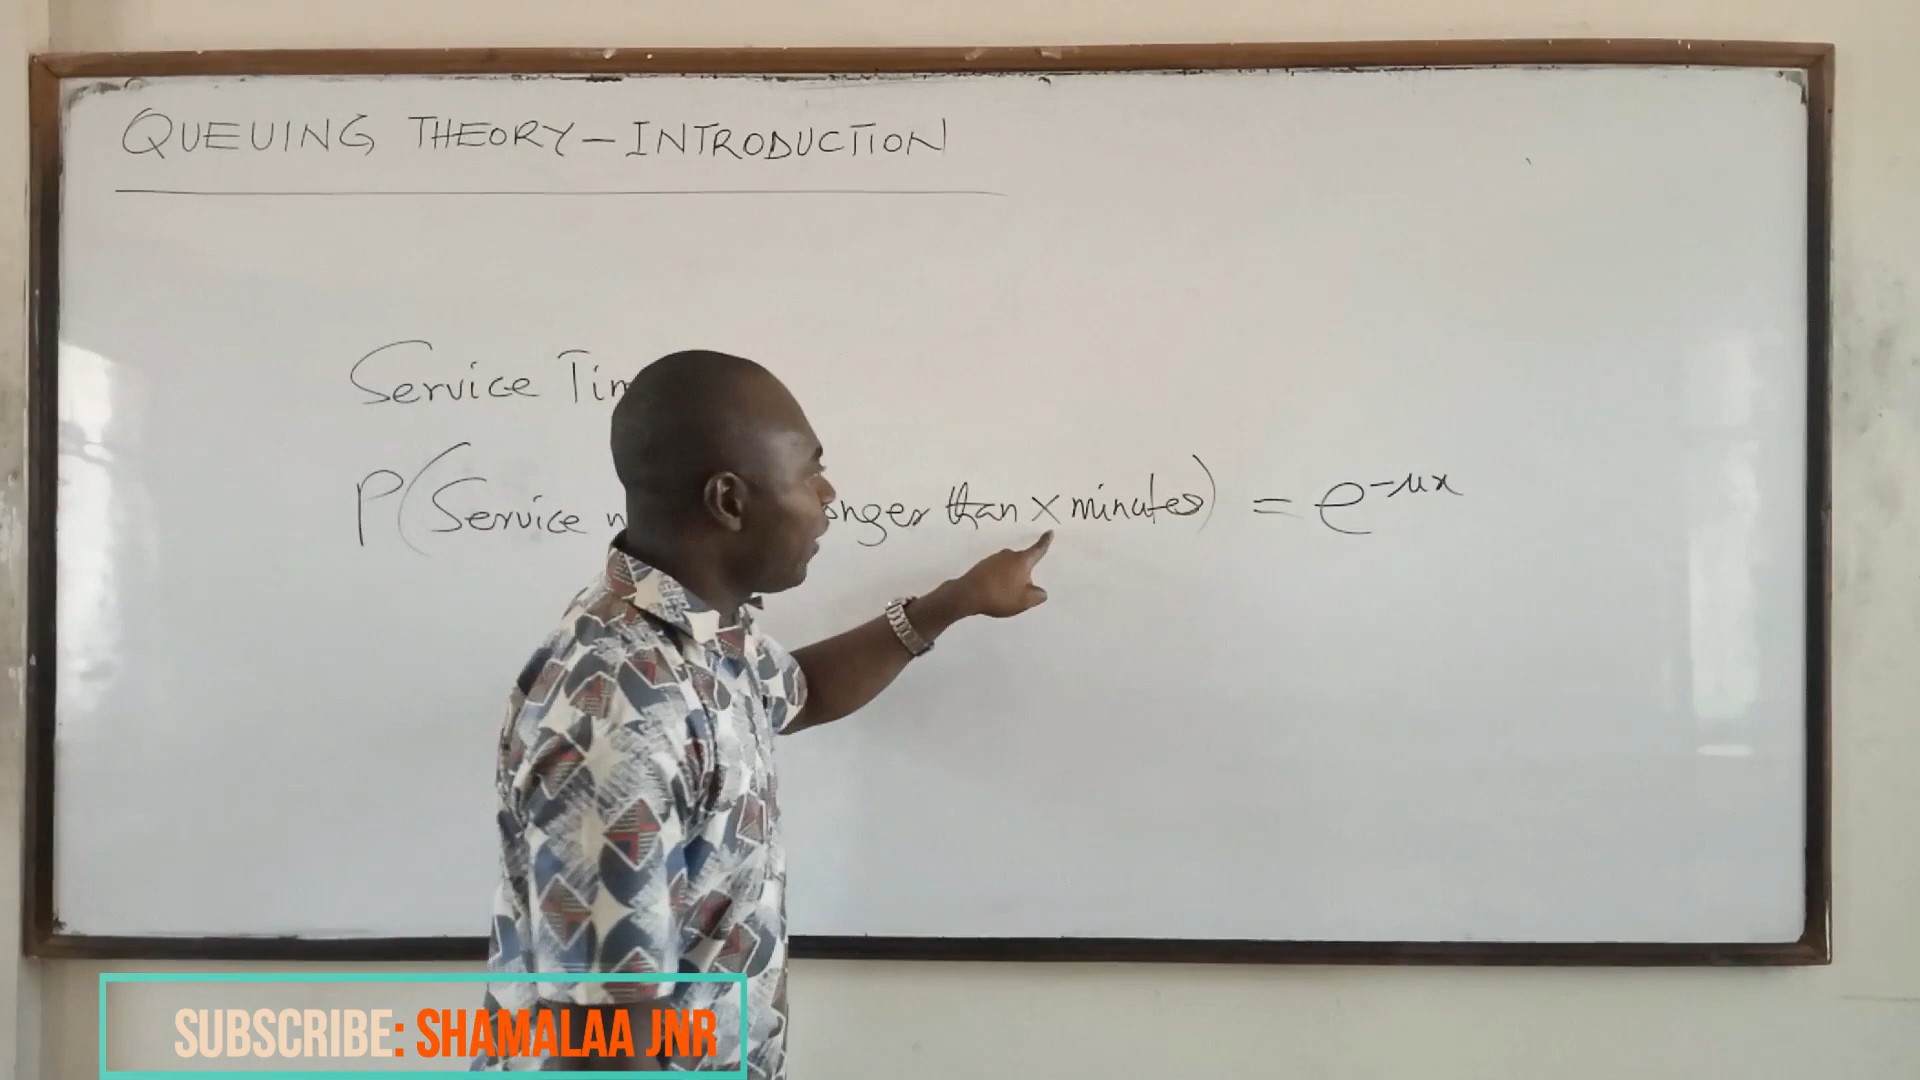 QUEUING THEORY - INTRODUCTION
Service Tim
P(Service onger than x minutes) = e^-μx
SUBSCRIBE: SHAMALAA JNR